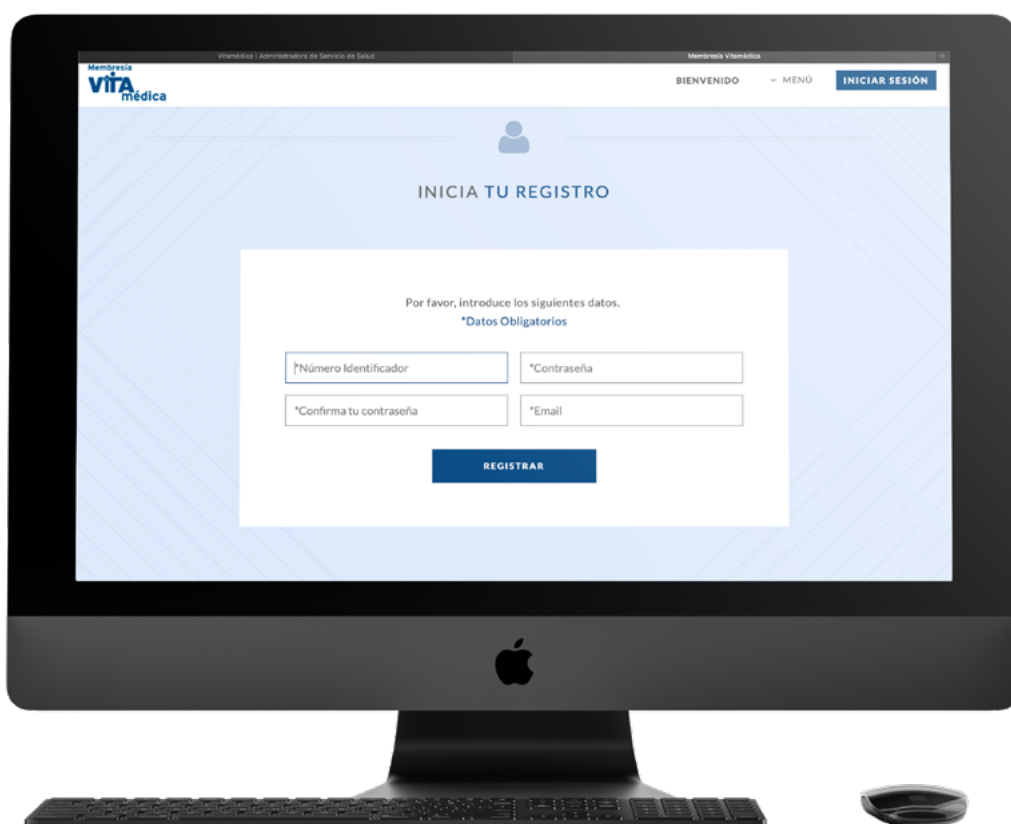 Vitamédica | Administradora de Servicio de Salud
Membresía Vitamédica
+
Membresía
VITA
médica
BIENVENIDO
MENÚ
INICIAR SESIÓN
INICIA TU REGISTRO
Por favor, introduce los siguientes datos.
*Datos Obligatorios
*Número Identificador
*Contraseña
*Confirma tu contraseña
*Email
REGISTRAR